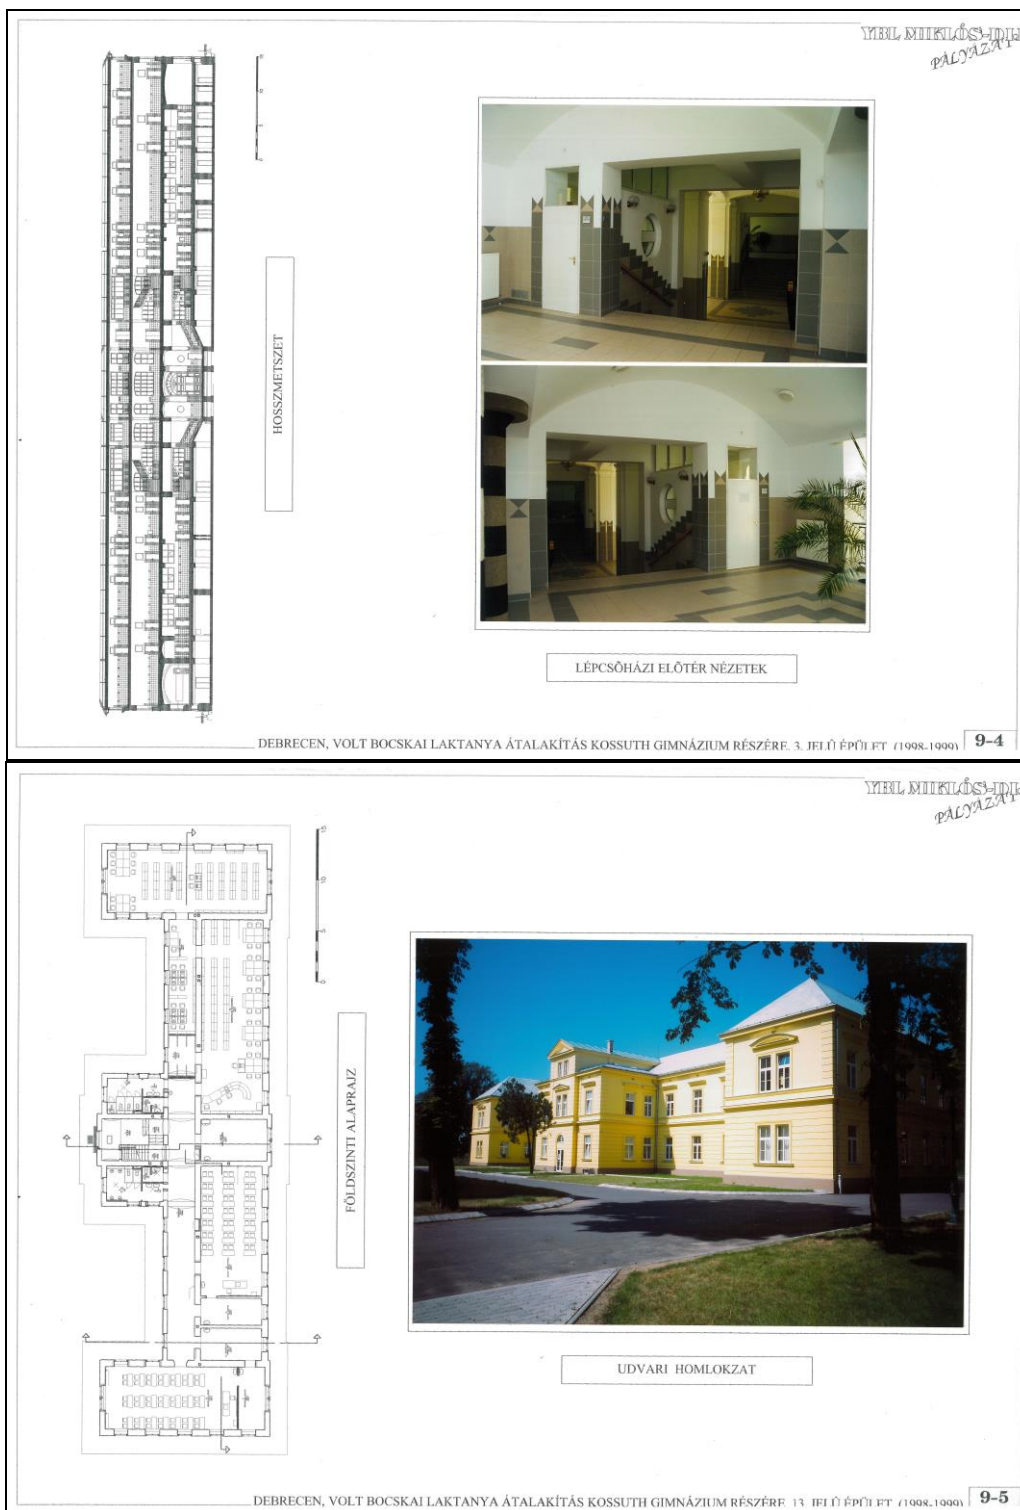 YBL MIKLÓS-DÍJ
PÁLYÁZAT
HOSSZMETSZET
LÉPCSŐHÁZI ELŐTÉR NÉZETEK
DEBRECEN, VOLT BOCSKAI LAKTANYA ÁTALAKÍTÁS KOSSUTH GIMNÁZIUM RÉSZÉRE. 3. JELŰ ÉPÜLET (1998-1999)
9-4
YBL MIKLÓS-DÍJ
PÁLYÁZAT
FÖLDSZINTI ALAPRAJZ
UDVARI HOMLOKZAT
DEBRECEN, VOLT BOCSKAI LAKTANYA ÁTALAKÍTÁS KOSSUTH GIMNÁZIUM RÉSZÉRE. 13. JELŰ ÉPÜLET (1998-1999)
9-5